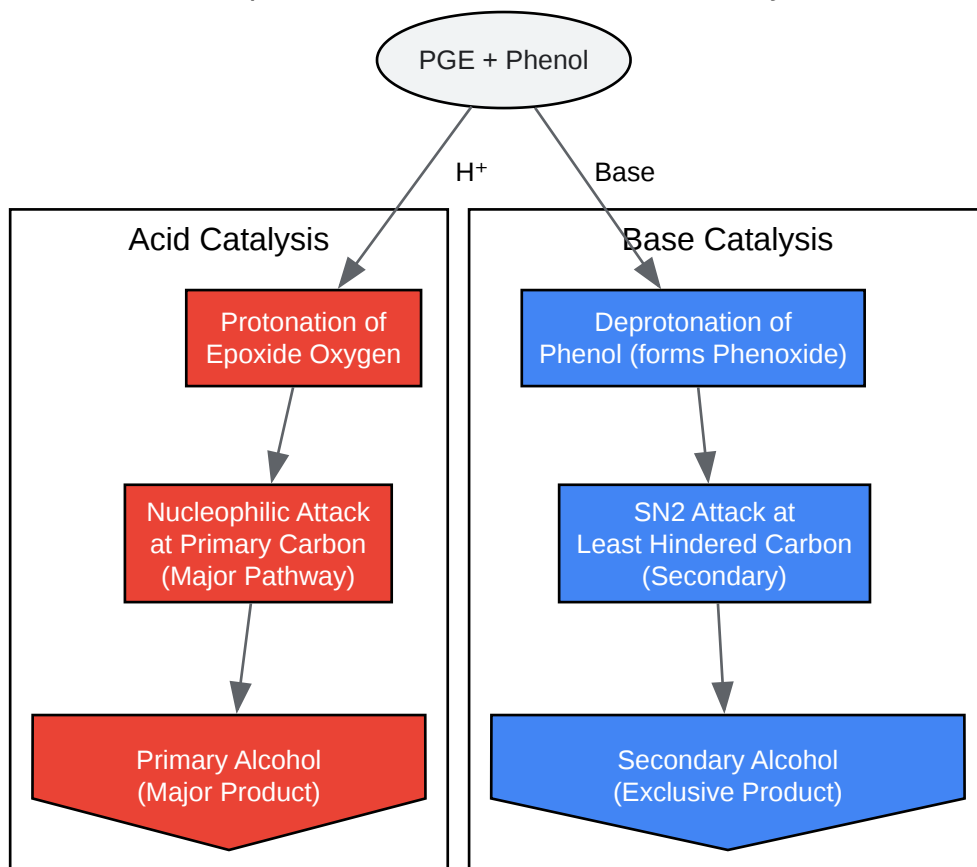 PGE + Phenol
H⁺
Base
Acid Catalysis
Protonation of
Epoxide Oxygen
Nucleophilic Attack
at Primary Carbon
(Major Pathway)
Primary Alcohol
(Major Product)
Base Catalysis
Deprotonation of
Phenol (forms Phenoxide)
SN2 Attack at
Least Hindered Carbon
(Secondary)
Secondary Alcohol
(Exclusive Product)